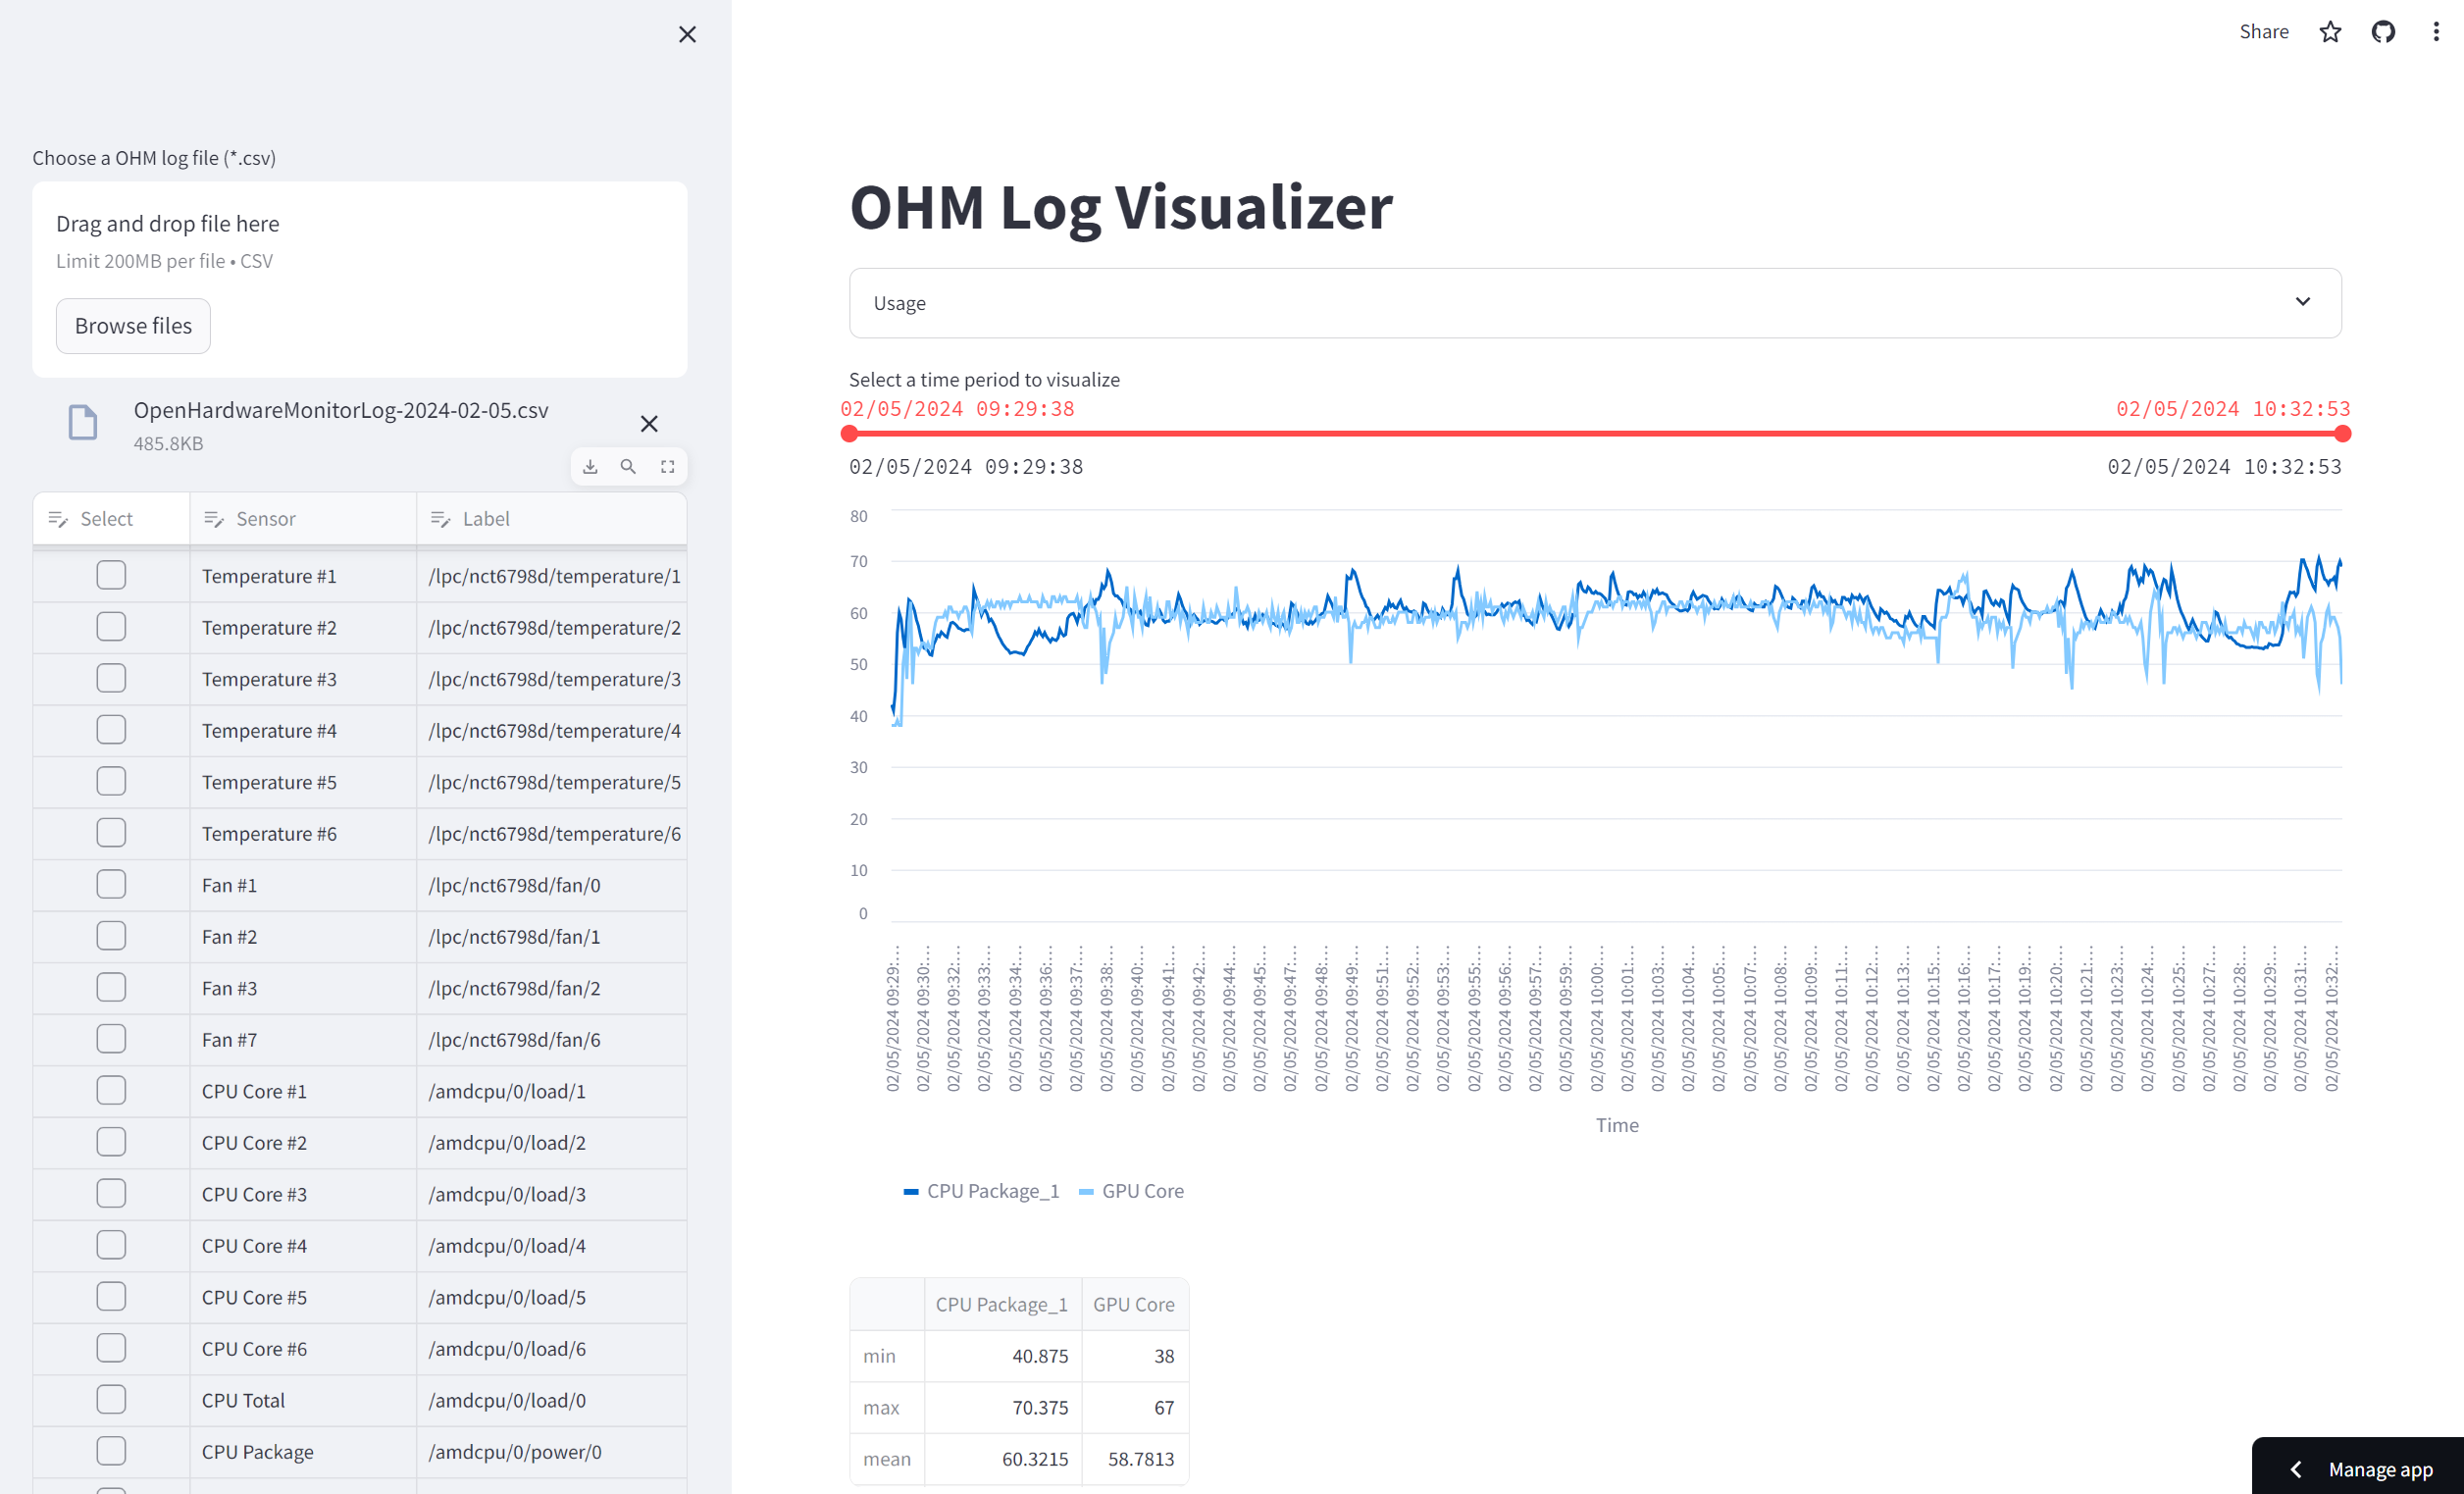 Share
Choose a OHM log file (*.csv)
Drag and drop file here
Limit 200MB per file • CSV
Browse files
OpenHardwareMonitorLog-2024-02-05.csv
485.8KB
Select Sensor Label
Temperature #1 /lpc/nct6798d/temperature/1
Temperature #2 /lpc/nct6798d/temperature/2
Temperature #3 /lpc/nct6798d/temperature/3
Temperature #4 /lpc/nct6798d/temperature/4
Temperature #5 /lpc/nct6798d/temperature/5
Temperature #6 /lpc/nct6798d/temperature/6
Fan #1 /lpc/nct6798d/fan/0
Fan #2 /lpc/nct6798d/fan/1
Fan #3 /lpc/nct6798d/fan/2
Fan #7 /lpc/nct6798d/fan/6
CPU Core #1 /amdcpu/0/load/1
CPU Core #2 /amdcpu/0/load/2
CPU Core #3 /amdcpu/0/load/3
CPU Core #4 /amdcpu/0/load/4
CPU Core #5 /amdcpu/0/load/5
CPU Core #6 /amdcpu/0/load/6
CPU Total /amdcpu/0/load/0
CPU Package /amdcpu/0/power/0
OHM Log Visualizer
Usage
Select a time period to visualize
02/05/2024 09:29:38 02/05/2024 10:32:53
02/05/2024 09:29:38 02/05/2024 10:32:53
80
70
60
50
40
30
20
10
0
02/05/2024 09:29:…
02/05/2024 09:30:…
02/05/2024 09:32:…
02/05/2024 09:33:…
02/05/2024 09:34:…
02/05/2024 09:36:…
02/05/2024 09:37:…
02/05/2024 09:38:…
02/05/2024 09:40:…
02/05/2024 09:41:…
02/05/2024 09:42:…
02/05/2024 09:44:…
02/05/2024 09:45:…
02/05/2024 09:47:…
02/05/2024 09:48:…
02/05/2024 09:49:…
02/05/2024 09:51:…
02/05/2024 09:52:…
02/05/2024 09:53:…
02/05/2024 09:55:…
02/05/2024 09:56:…
02/05/2024 09:57:…
02/05/2024 09:59:…
02/05/2024 10:00:…
02/05/2024 10:01:…
02/05/2024 10:03:…
02/05/2024 10:04:…
02/05/2024 10:05:…
02/05/2024 10:07:…
02/05/2024 10:08:…
02/05/2024 10:09:…
02/05/2024 10:11:…
02/05/2024 10:12:…
02/05/2024 10:13:…
02/05/2024 10:15:…
02/05/2024 10:16:…
02/05/2024 10:17:…
02/05/2024 10:19:…
02/05/2024 10:20:…
02/05/2024 10:21:…
02/05/2024 10:23:…
02/05/2024 10:24:…
02/05/2024 10:25:…
02/05/2024 10:27:…
02/05/2024 10:28:…
02/05/2024 10:29:…
02/05/2024 10:31:…
02/05/2024 10:32:…
Time
CPU Package_1 GPU Core
CPU Package_1 GPU Core
min 40.875 38
max 70.375 67
mean 60.3215 58.7813
Manage app